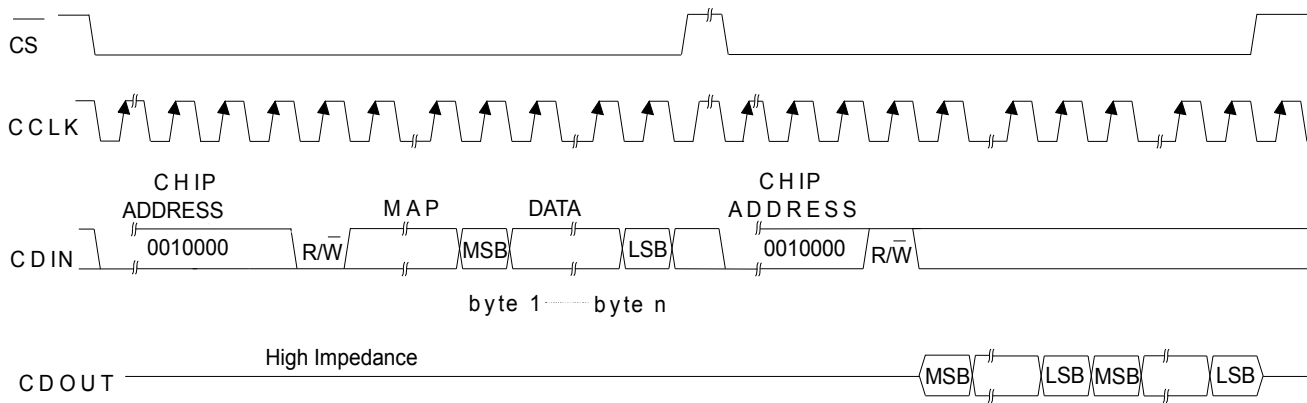 CS
CCLK
CHIP
ADDRESS
MAP
DATA
CHIP
ADDRESS
CDIN
0010000
R/W
MSB
LSB
0010000
R/W
byte 1 byte n
High Impedance
CDOUT
MSB
LSB
MSB
LSB